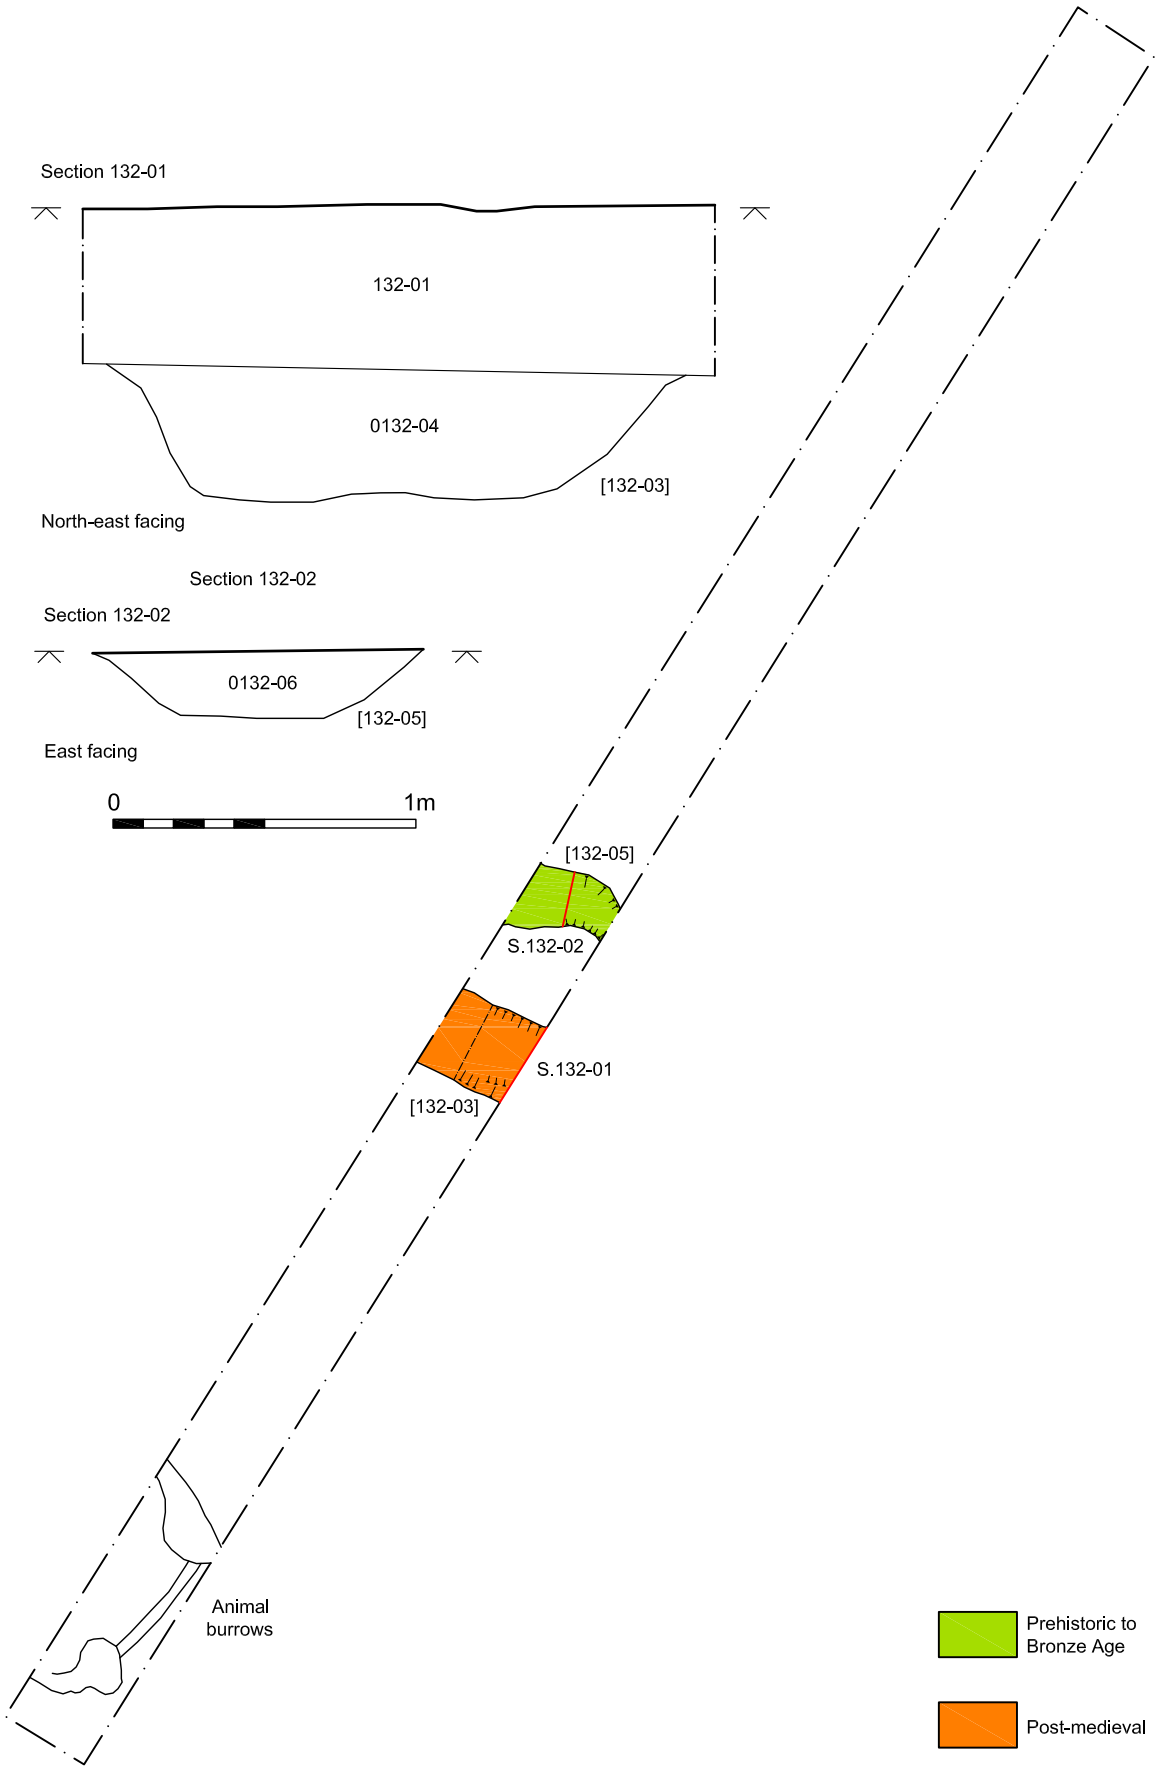 Section 132-01
132-01
0132-04
[132-03]
North-east facing
Section 132-02
Section 132-02
0132-06
[132-05]
East facing
0 1m
[132-05]
S.132-02
S.132-01
[132-03]
Animal
burrows
Prehistoric to
Bronze Age
Post-medieval